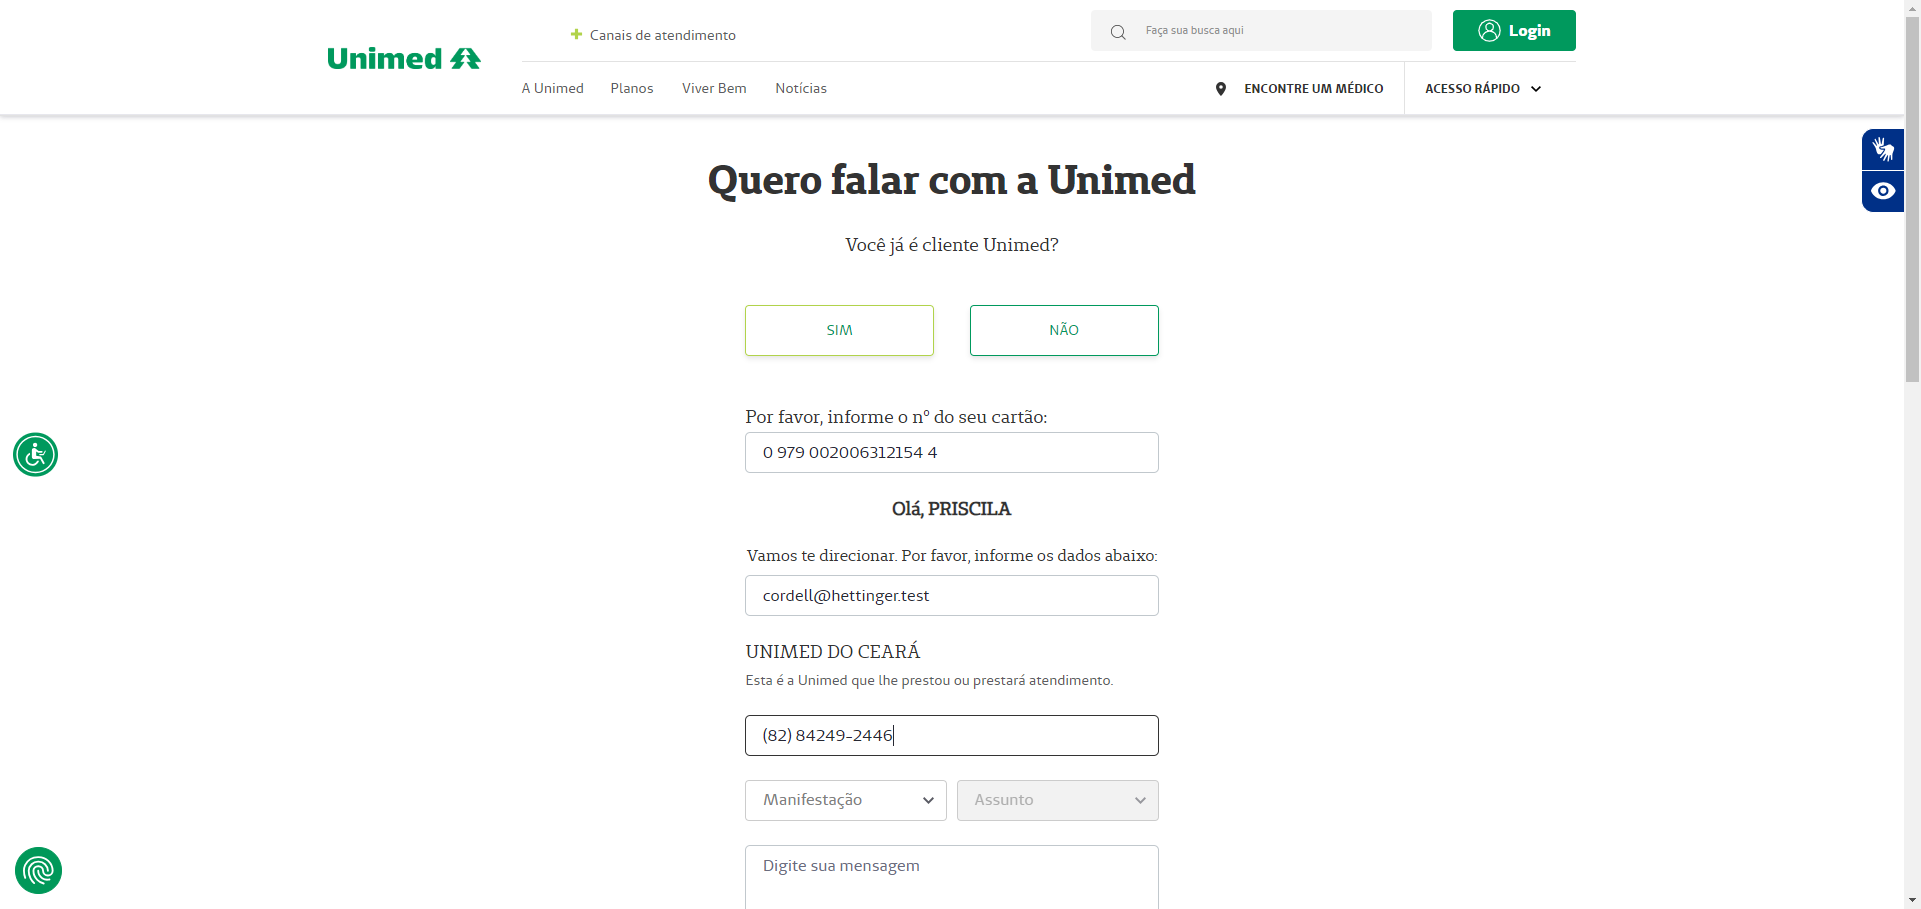 Unimed
Canais de atendimento
Faça sua busca aqui
Login
A Unimed
Planos
Viver Bem
Notícias
ENCONTRE UM MÉDICO
ACESSO RÁPIDO
Quero falar com a Unimed
Você já é cliente Unimed?
SIM
NÃO
Por favor, informe o nº do seu cartão:
0 979 002006312154 4
Olá, PRISCILA
Vamos te direcionar. Por favor, informe os dados abaixo:
cordell@hettinger.test
UNIMED DO CEARÁ
Esta é a Unimed que lhe prestou ou prestará atendimento.
(82) 84249-2446
Manifestação
Assunto
Digite sua mensagem